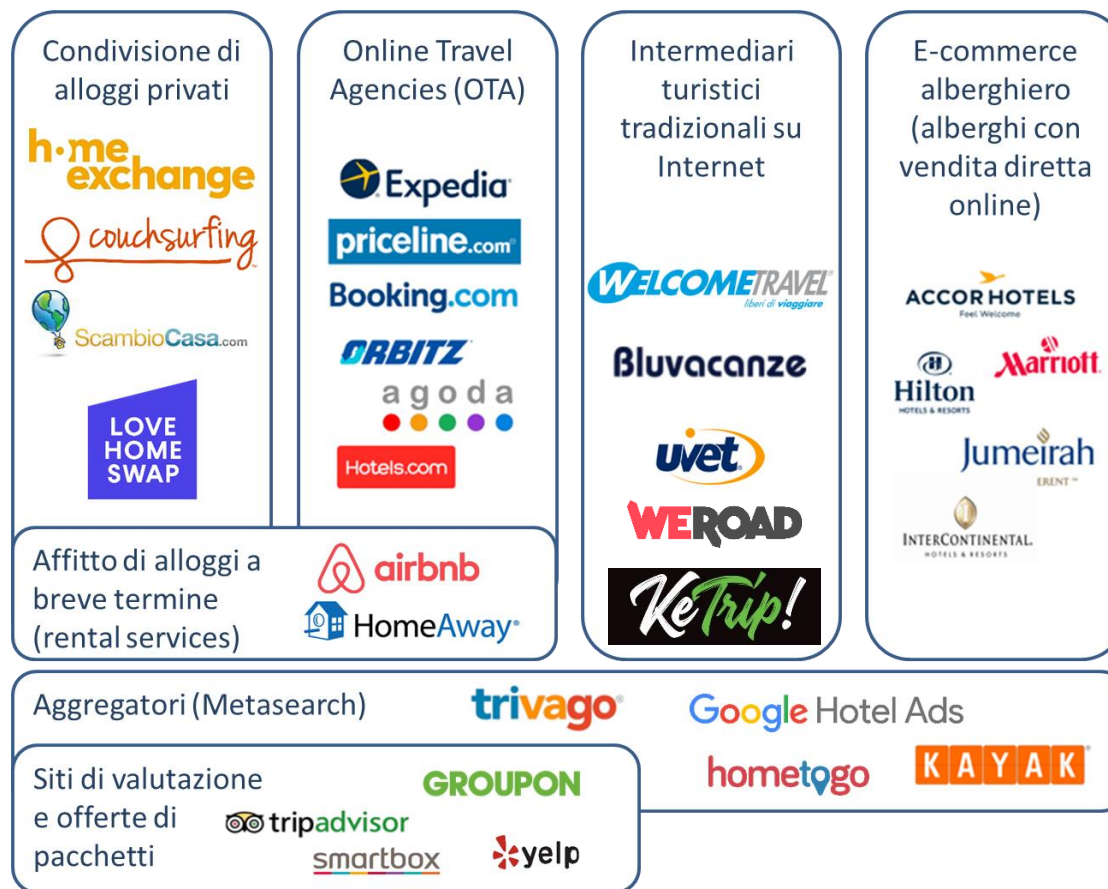 Condivisione di
alloggi privati
h·me
exchange
couchsurfing
ScambioCasa.com
LOVE
HOME
SWAP
Online Travel
Agencies (OTA)
Expedia
priceline.com
Booking.com
ORBITZ
agoda
Hotels.com
Intermediari
turistici
tradizionali su
Internet
WELCOMETRAVEL
liberi di viaggiare
Bluvacanze
uvet
WEROAD
KeTrip!
E-commerce
alberghiero
(alberghi con
vendita diretta
online)
ACCOR HOTELS
Feel Welcome
Marriott
H
Hilton
HOTELS & RESORTS
Jumeirah
ERENT ™
INTERCONTINENTAL
HOTELS & RESORTS
Affitto di alloggi a
breve termine
(rental services)
airbnb
HomeAway
Aggregatori (Metasearch)
trivago
Google Hotel Ads
hometogo
KAYAK
Siti di valutazione
e offerte di
pacchetti
GROUPON
tripadvisor
smartbox
yelp